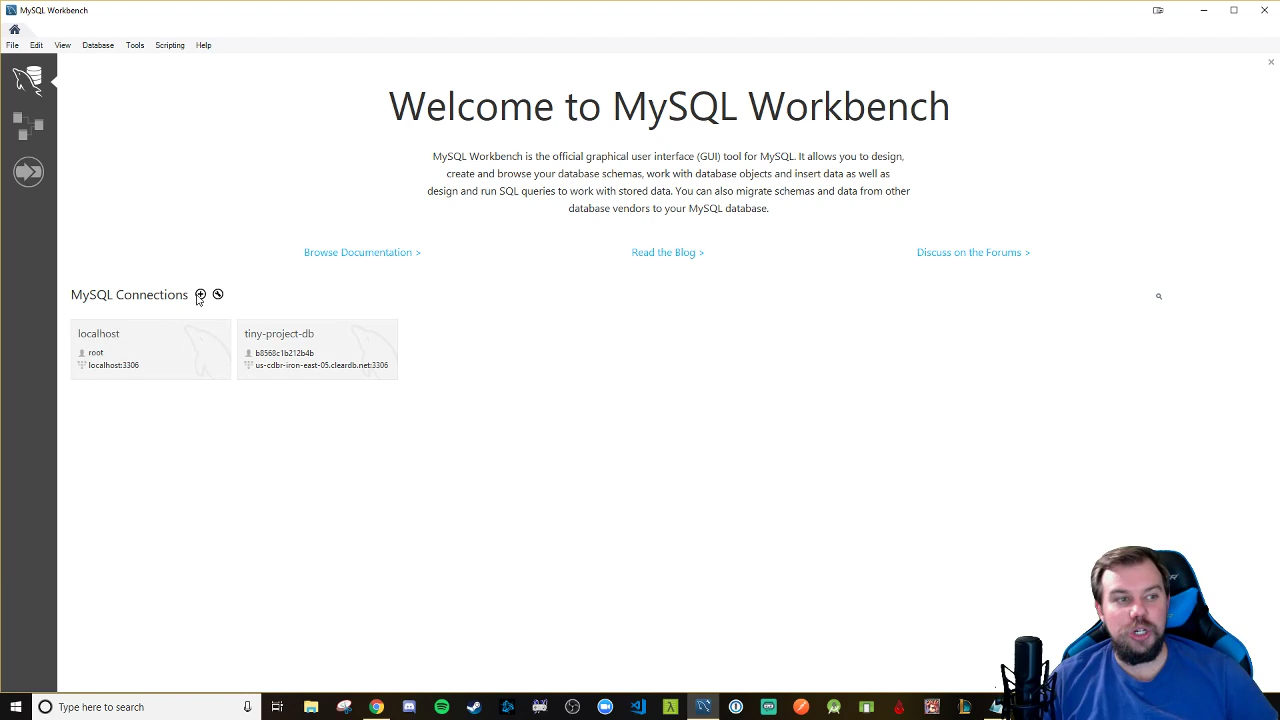 MySQL Workbench
File Edit View Database Tools Scripting Help
Welcome to MySQL Workbench
MySQL Workbench is the official graphical user interface (GUI) tool for MySQL. It allows you to design,
create and browse your database schemas, work with database objects and insert data as well as
design and run SQL queries to work with stored data. You can also migrate schemas and data from other
database vendors to your MySQL database.
Browse Documentation > Read the Blog > Discuss on the Forums >
MySQL Connections
localhost
root
localhost:3306
tiny-project-db
b8568c1b212b4b
us-cdbr-iron-east-05.cleardb.net:3306
Type here to search